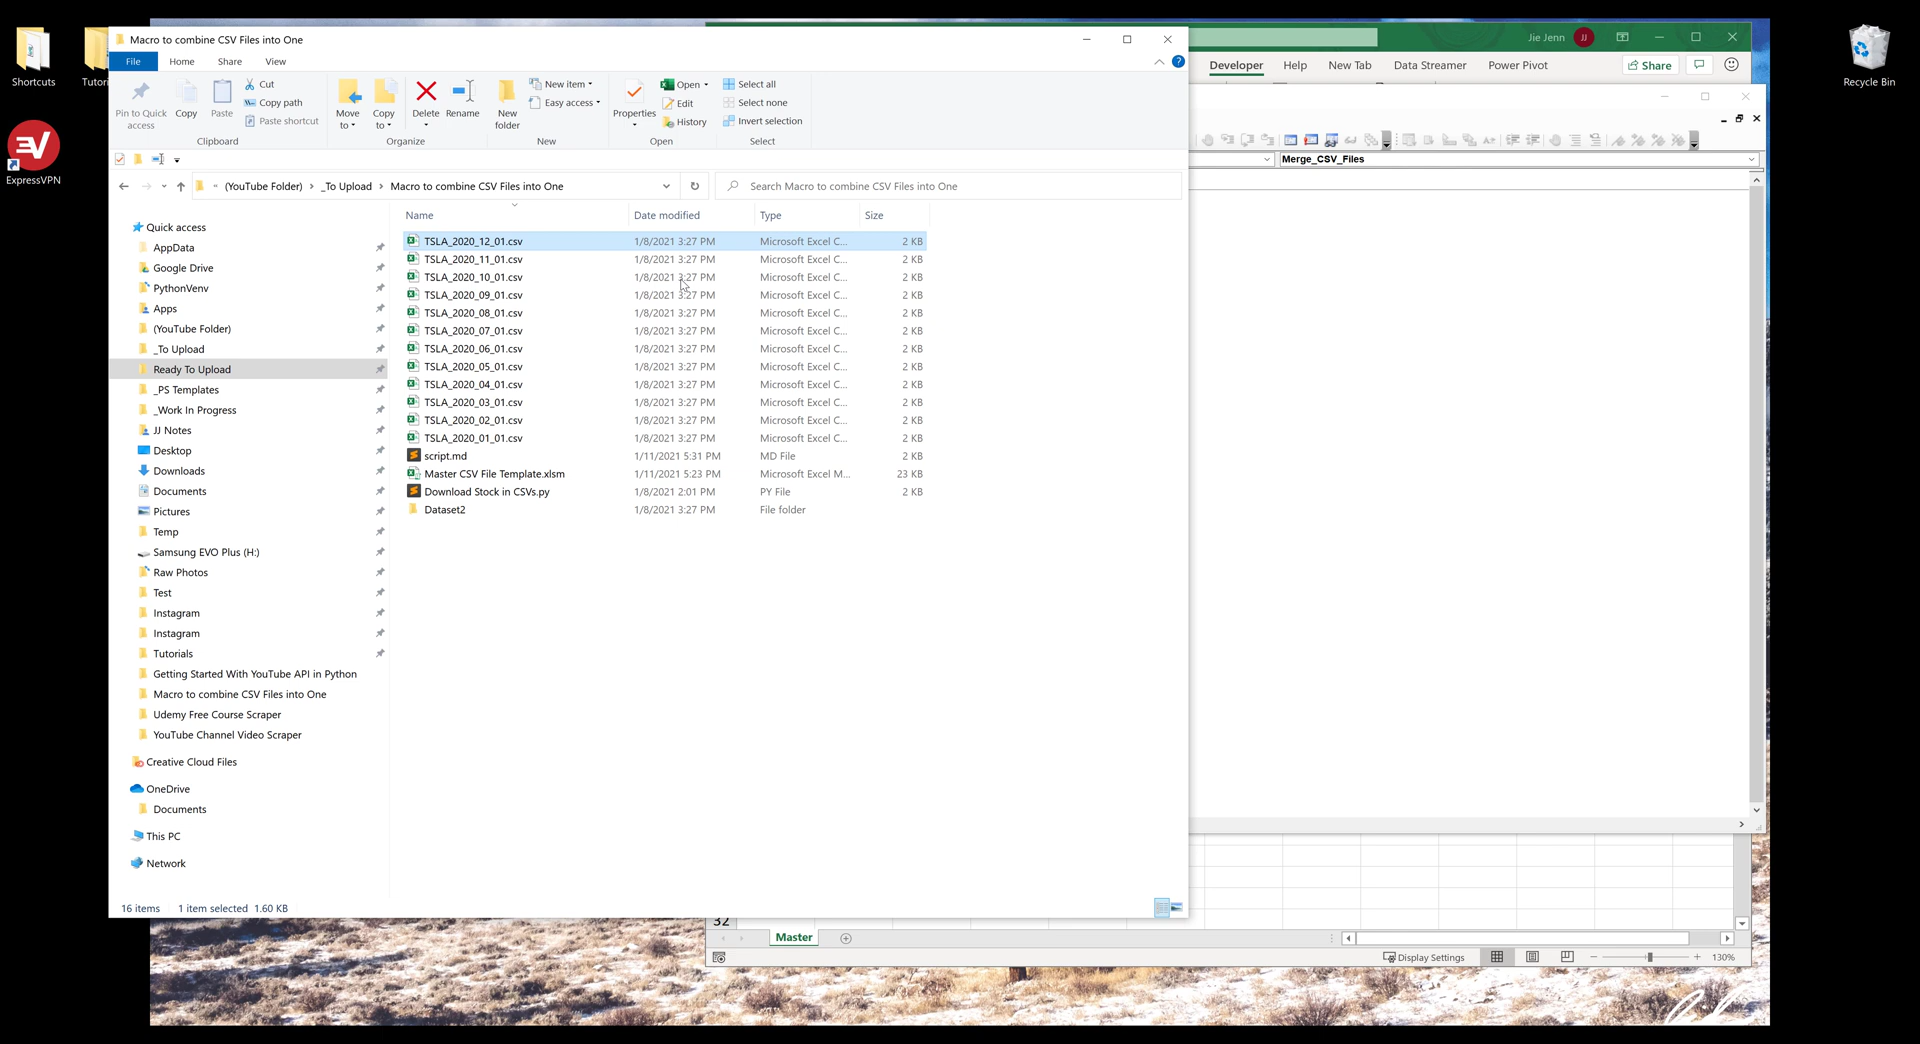 Shortcuts
Tutori
ExpressVPN
Recycle Bin
Macro to combine CSV Files into One
File
Home
Share
View
Pin to Quick access
Copy
Paste
Cut
Copy path
Paste shortcut
Clipboard
Move to
Copy to
Delete
Rename
Organize
New folder
New item
Easy access
New
Properties
Open
Edit
History
Open
Select all
Select none
Invert selection
Select
(YouTube Folder) > _To Upload > Macro to combine CSV Files into One
Search Macro to combine CSV Files into One
Name Date modified Type Size
TSLA_2020_12_01.csv 1/8/2021 3:27 PM Microsoft Excel C... 2 KB
TSLA_2020_11_01.csv 1/8/2021 3:27 PM Microsoft Excel C... 2 KB
TSLA_2020_10_01.csv 1/8/2021 3:27 PM Microsoft Excel C... 2 KB
TSLA_2020_09_01.csv 1/8/2021 3:27 PM Microsoft Excel C... 2 KB
TSLA_2020_08_01.csv 1/8/2021 3:27 PM Microsoft Excel C... 2 KB
TSLA_2020_07_01.csv 1/8/2021 3:27 PM Microsoft Excel C... 2 KB
TSLA_2020_06_01.csv 1/8/2021 3:27 PM Microsoft Excel C... 2 KB
TSLA_2020_05_01.csv 1/8/2021 3:27 PM Microsoft Excel C... 2 KB
TSLA_2020_04_01.csv 1/8/2021 3:27 PM Microsoft Excel C... 2 KB
TSLA_2020_03_01.csv 1/8/2021 3:27 PM Microsoft Excel C... 2 KB
TSLA_2020_02_01.csv 1/8/2021 3:27 PM Microsoft Excel C... 2 KB
TSLA_2020_01_01.csv 1/8/2021 3:27 PM Microsoft Excel C... 2 KB
script.md 1/11/2021 5:31 PM MD File 2 KB
Master CSV File Template.xlsm 1/11/2021 5:23 PM Microsoft Excel M... 23 KB
Download Stock in CSVs.py 1/8/2021 2:01 PM PY File 2 KB
Dataset2 1/8/2021 3:27 PM File folder
Quick access
AppData
Google Drive
PythonVenv
Apps
(YouTube Folder)
_To Upload
Ready To Upload
_PS Templates
_Work In Progress
JJ Notes
Desktop
Downloads
Documents
Pictures
Temp
Samsung EVO Plus (H:)
Raw Photos
Test
Instagram
Instagram
Tutorials
Getting Started With YouTube API in Python
Macro to combine CSV Files into One
Udemy Free Course Scraper
YouTube Channel Video Scraper
Creative Cloud Files
OneDrive
Documents
This PC
Network
16 items 1 item selected 1.60 KB
Jie Jenn JJ
Developer Help New Tab Data Streamer Power Pivot Share
Merge_CSV_Files
32
Master
Display Settings 130%